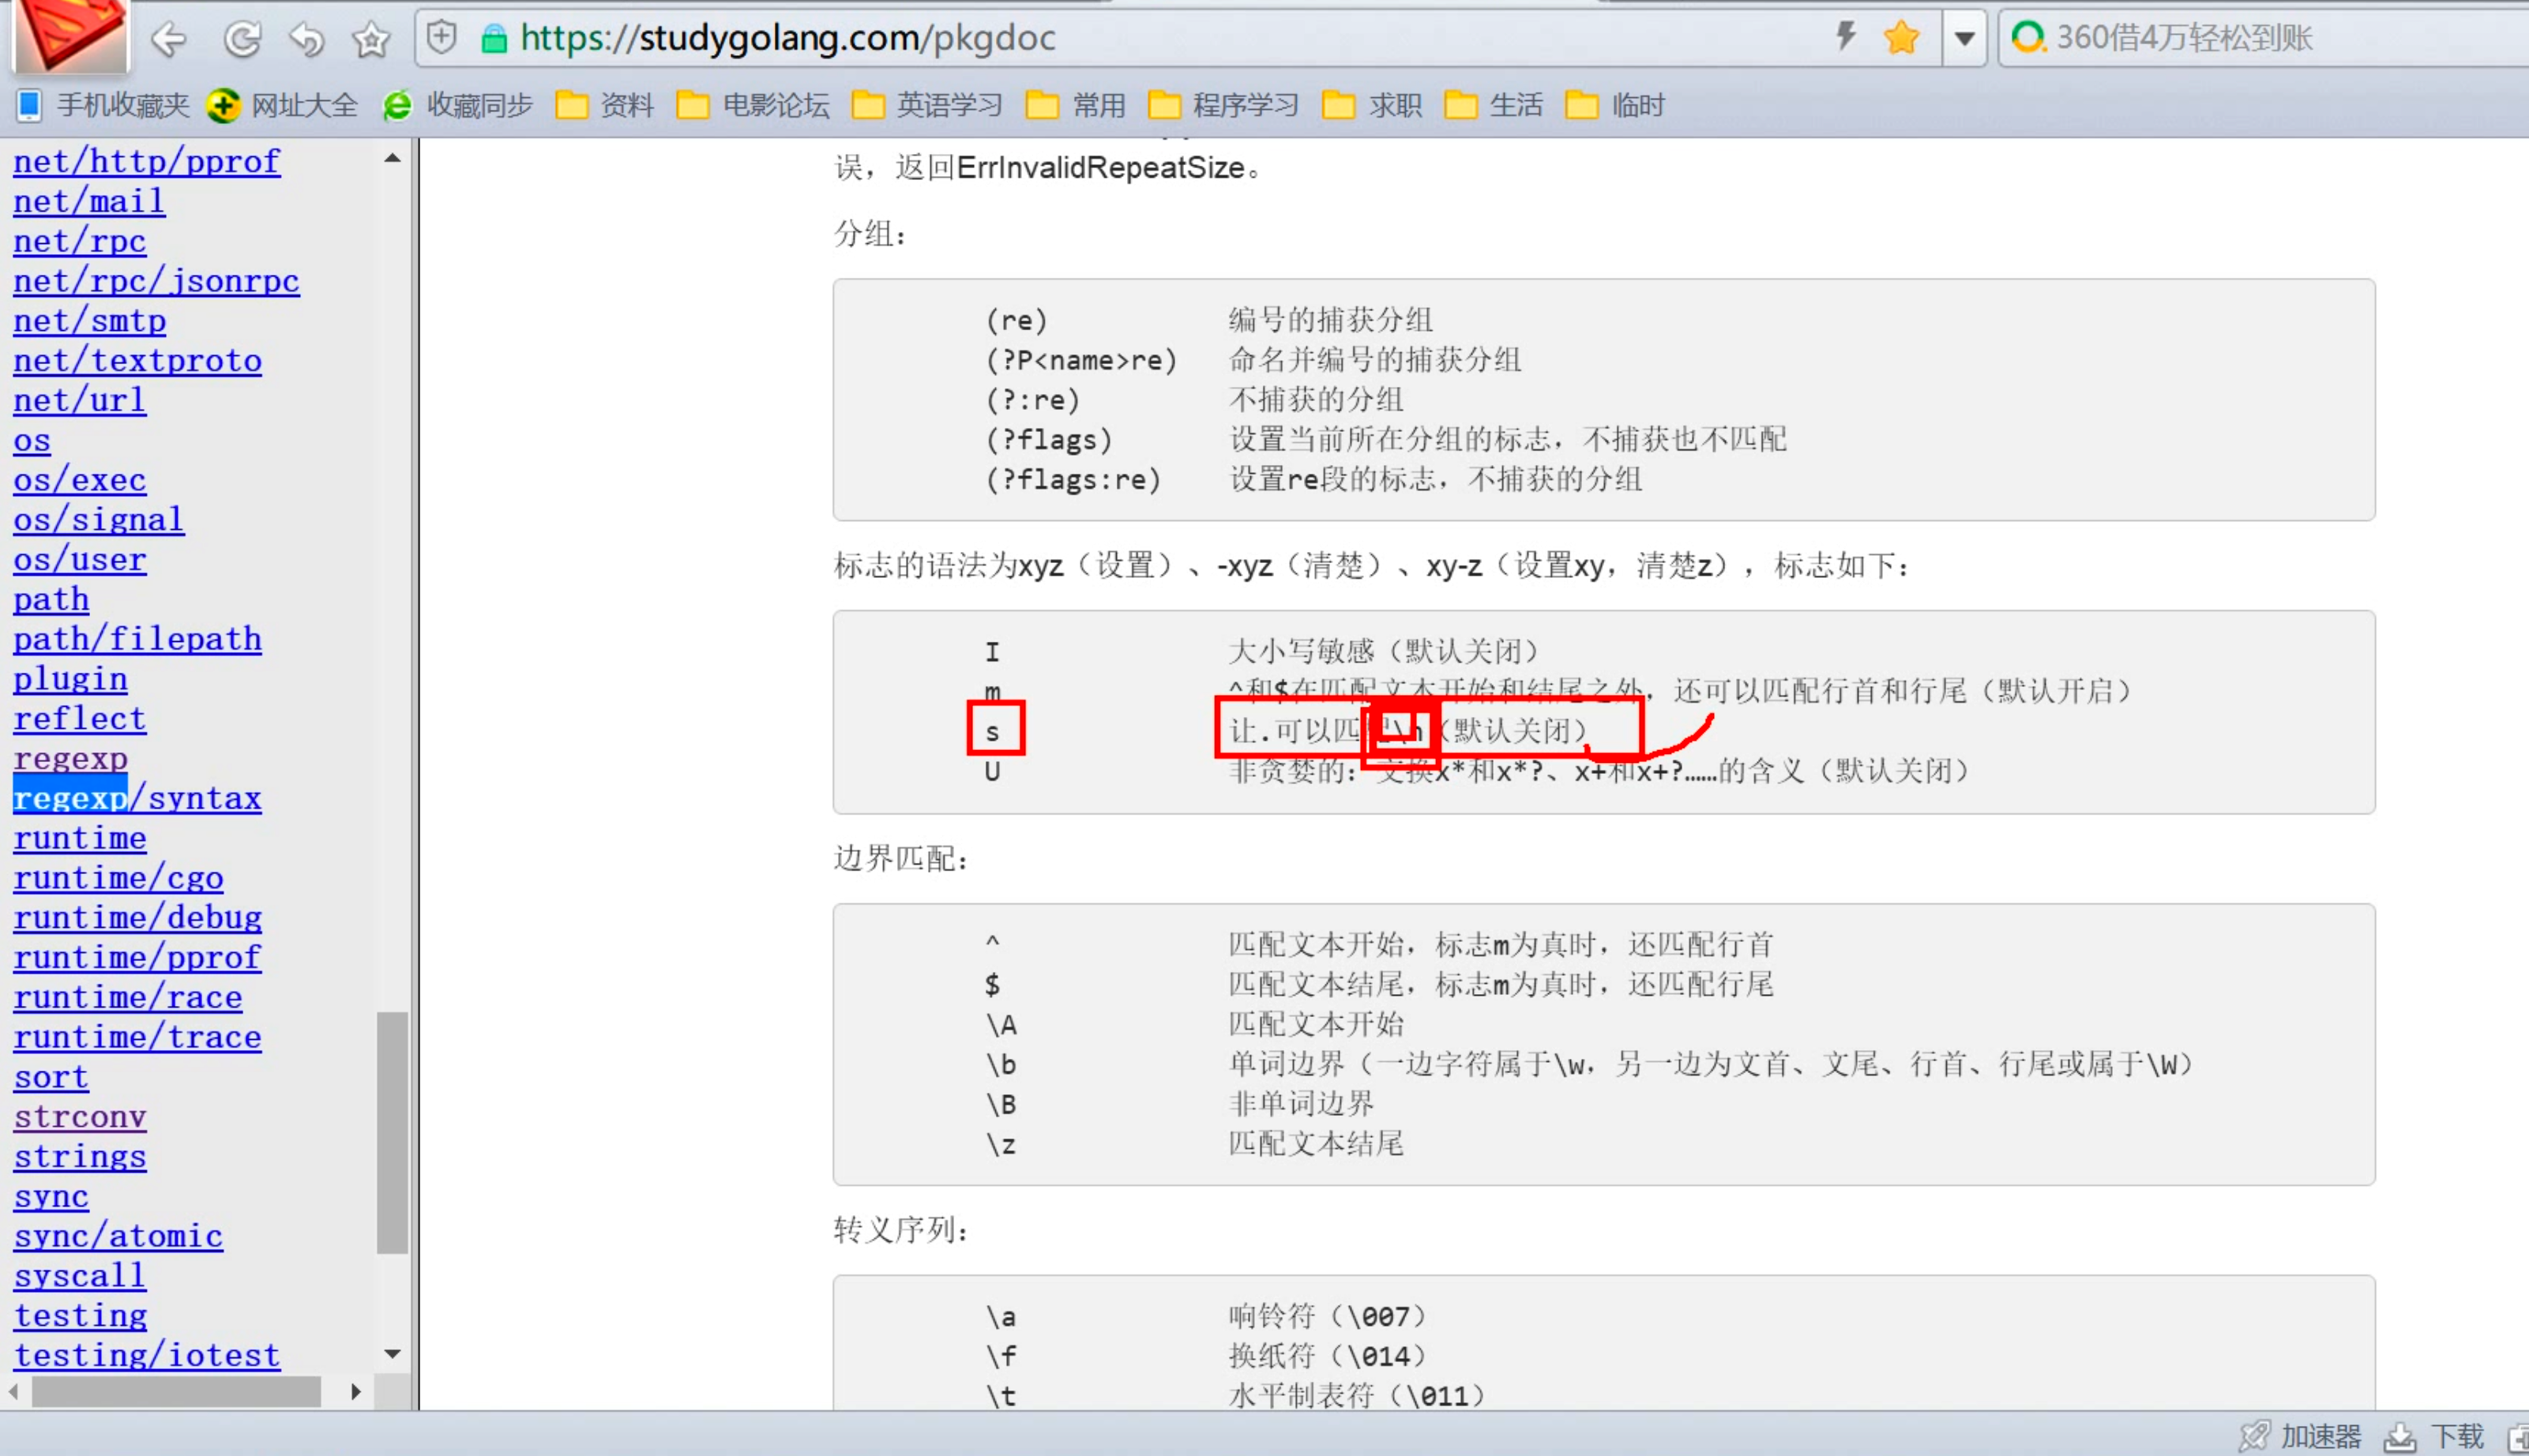 https://studygolang.com/pkgdoc
360借4万轻松到账
手机收藏夹 网址大全 收藏同步 资料 电影论坛 英语学习 常用 程序学习 求职 生活 临时
net/http/pprof
net/mail
net/rpc
net/rpc/jsonrpc
net/smtp
net/textproto
net/url
os
os/exec
os/signal
os/user
path
path/filepath
plugin
reflect
regexp
regexp/syntax
runtime
runtime/cgo
runtime/debug
runtime/pprof
runtime/race
runtime/trace
sort
strconv
strings
sync
sync/atomic
syscall
testing
testing/iotest
误，返回ErrInvalidRepeatSize。
分组：
(re) 编号的捕获分组
(?P<name>re) 命名并编号的捕获分组
(?:re) 不捕获的分组
(?flags) 设置当前所在分组的标志，不捕获也不匹配
(?flags:re) 设置re段的标志，不捕获的分组
标志的语法为xyz（设置）、-xyz（清楚）、xy-z（设置xy，清楚z），标志如下：
I 大小写敏感（默认关闭）
m ^和$在匹配文本开始和结尾之外，还可以匹配行首和行尾（默认开启）
s 让.可以匹配\n（默认关闭）
U 非贪婪的：交换x*和x*?、x+和x+?……的含义（默认关闭）
边界匹配：
^ 匹配文本开始，标志m为真时，还匹配行首
$ 匹配文本结尾，标志m为真时，还匹配行尾
\A 匹配文本开始
\b 单词边界（一边字符属于\w，另一边为文首、文尾、行首、行尾或属于\W）
\B 非单词边界
\z 匹配文本结尾
转义序列：
\a 响铃符（\007）
\f 换纸符（\014）
\t 水平制表符（\011）
加速器 下载